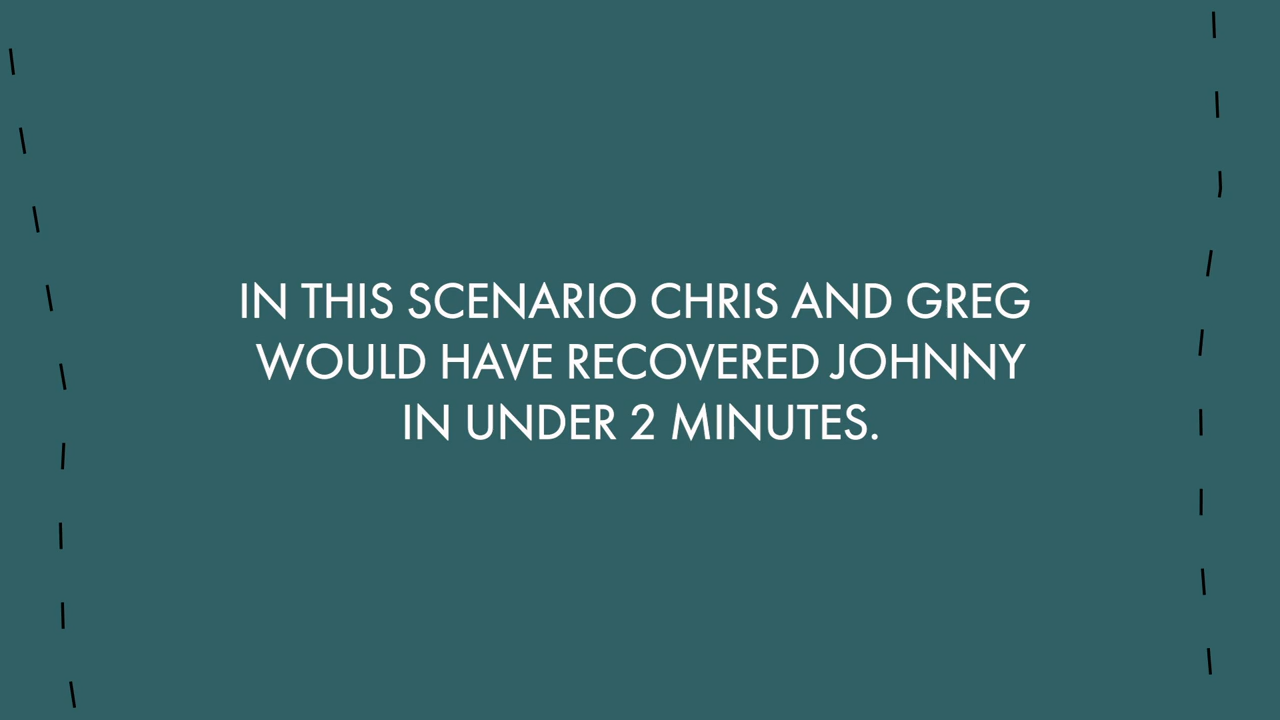 IN THIS SCENARIO CHRIS AND GREG
WOULD HAVE RECOVERED JOHNNY
IN UNDER 2 MINUTES.